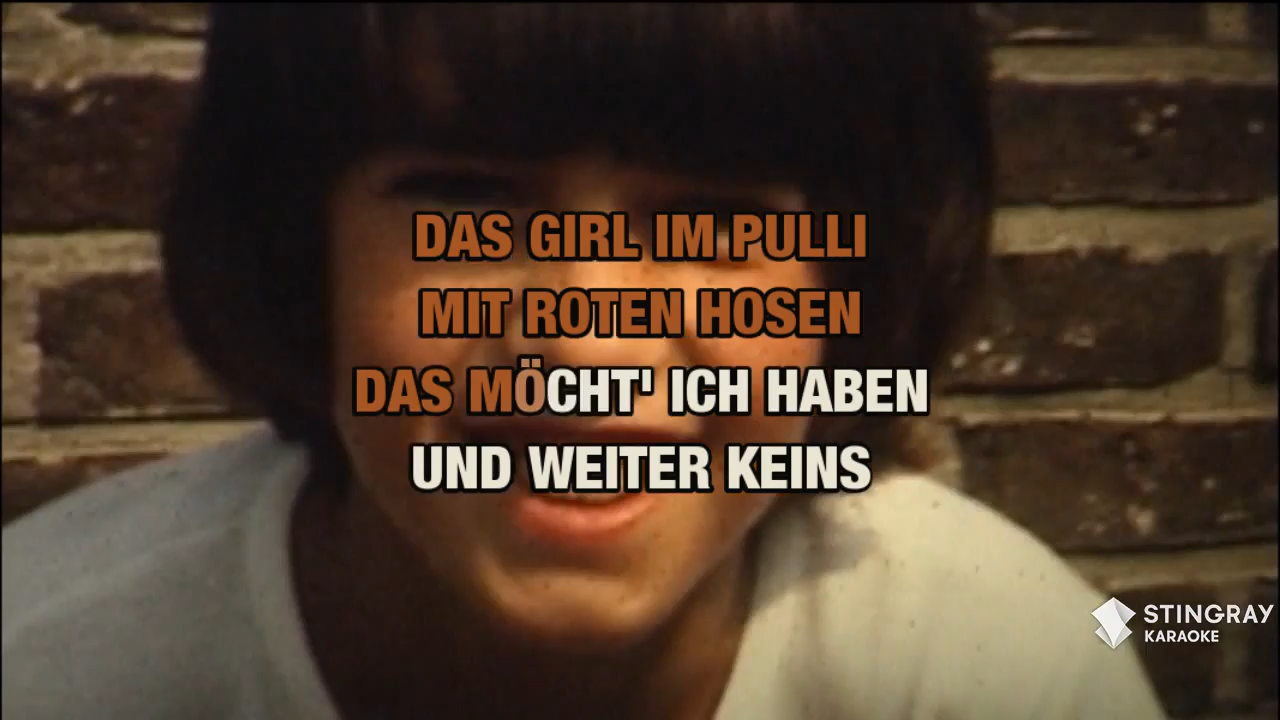 DAS GIRL IM PULLI
MIT ROTEN HOSEN
DAS MÖCHT' ICH HABEN
UND WEITER KEINS
STINGRAY
KARAOKE